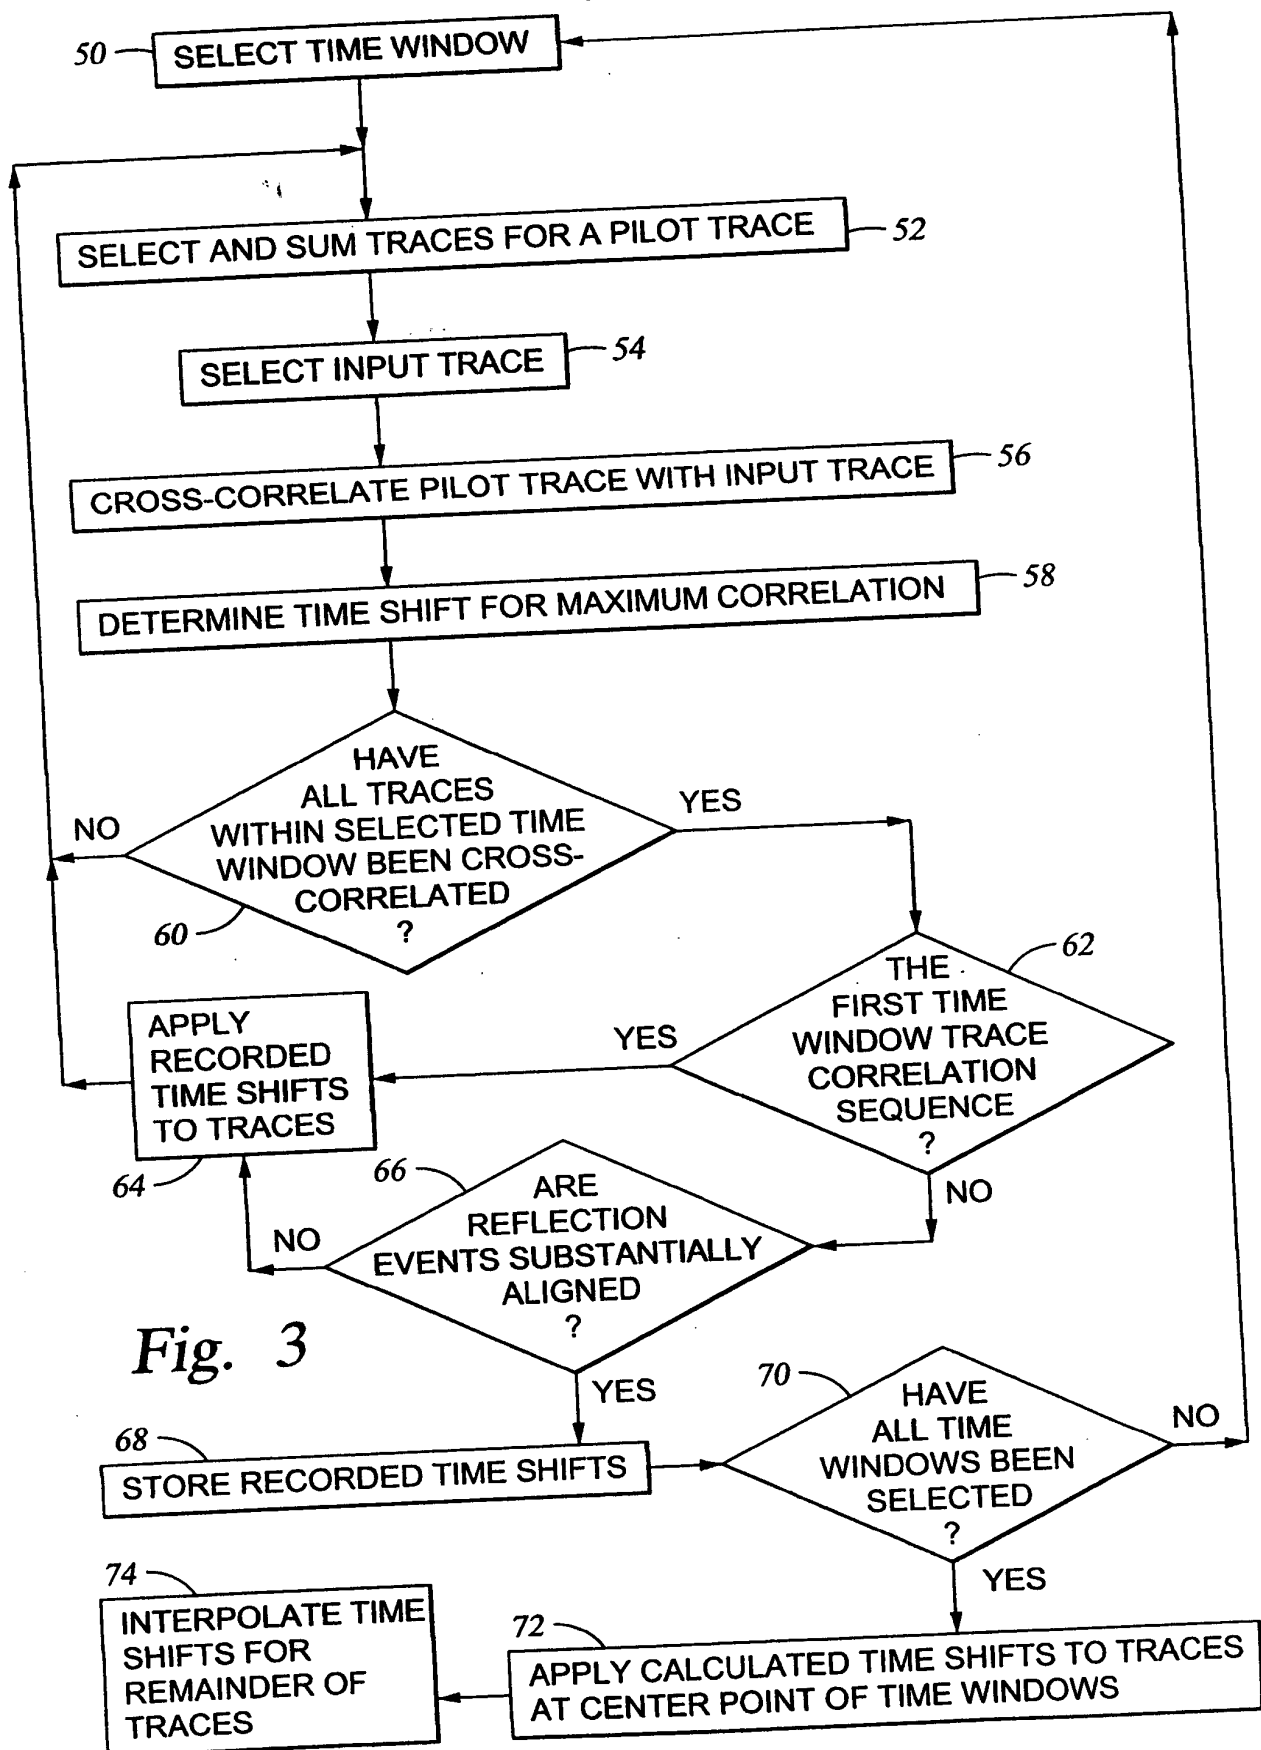 50
SELECT TIME WINDOW
SELECT AND SUM TRACES FOR A PILOT TRACE
52
SELECT INPUT TRACE
54
CROSS-CORRELATE PILOT TRACE WITH INPUT TRACE
56
DETERMINE TIME SHIFT FOR MAXIMUM CORRELATION
58
HAVE
ALL TRACES
WITHIN SELECTED TIME
WINDOW BEEN CROSS-
CORRELATED
?
NO
YES
60
THE
FIRST TIME
WINDOW TRACE
CORRELATION
SEQUENCE
?
62
YES
NO
APPLY
RECORDED
TIME SHIFTS
TO TRACES
64
66
ARE
REFLECTION
EVENTS SUBSTANTIALLY
ALIGNED
?
NO
YES
Fig. 3
68
STORE RECORDED TIME SHIFTS
70
HAVE
ALL TIME
WINDOWS BEEN
SELECTED
?
NO
YES
72
APPLY CALCULATED TIME SHIFTS TO TRACES
AT CENTER POINT OF TIME WINDOWS
74
INTERPOLATE TIME
SHIFTS FOR
REMAINDER OF
TRACES